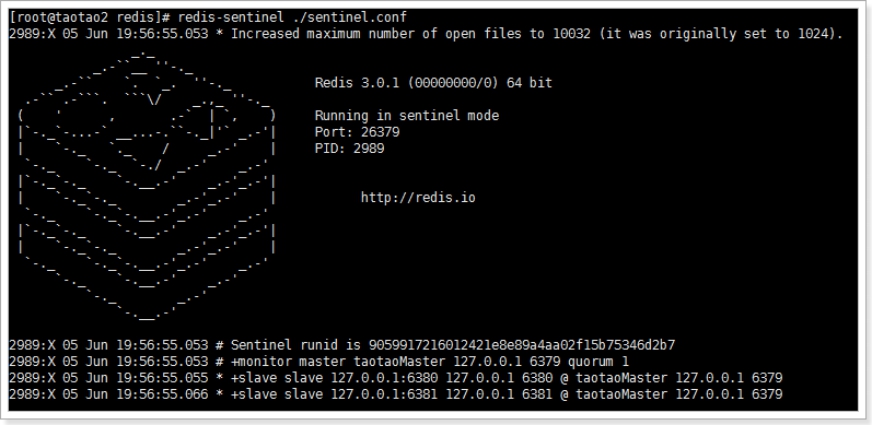 [root@taotao2 redis]# redis-sentinel ./sentinel.conf
2989:X 05 Jun 19:56:55.053 * Increased maximum number of open files to 10032 (it was originally set to 1024).
Redis 3.0.1 (00000000/0) 64 bit
Running in sentinel mode
Port: 26379
PID: 2989
http://redis.io
2989:X 05 Jun 19:56:55.053 # Sentinel runid is 9059917216012421e8e89a4aa02f15b75346d2b7
2989:X 05 Jun 19:56:55.053 # +monitor master taotaoMaster 127.0.0.1 6379 quorum 1
2989:X 05 Jun 19:56:55.055 * +slave slave 127.0.0.1:6380 127.0.0.1 6380 @ taotaoMaster 127.0.0.1 6379
2989:X 05 Jun 19:56:55.066 * +slave slave 127.0.0.1:6381 127.0.0.1 6381 @ taotaoMaster 127.0.0.1 6379